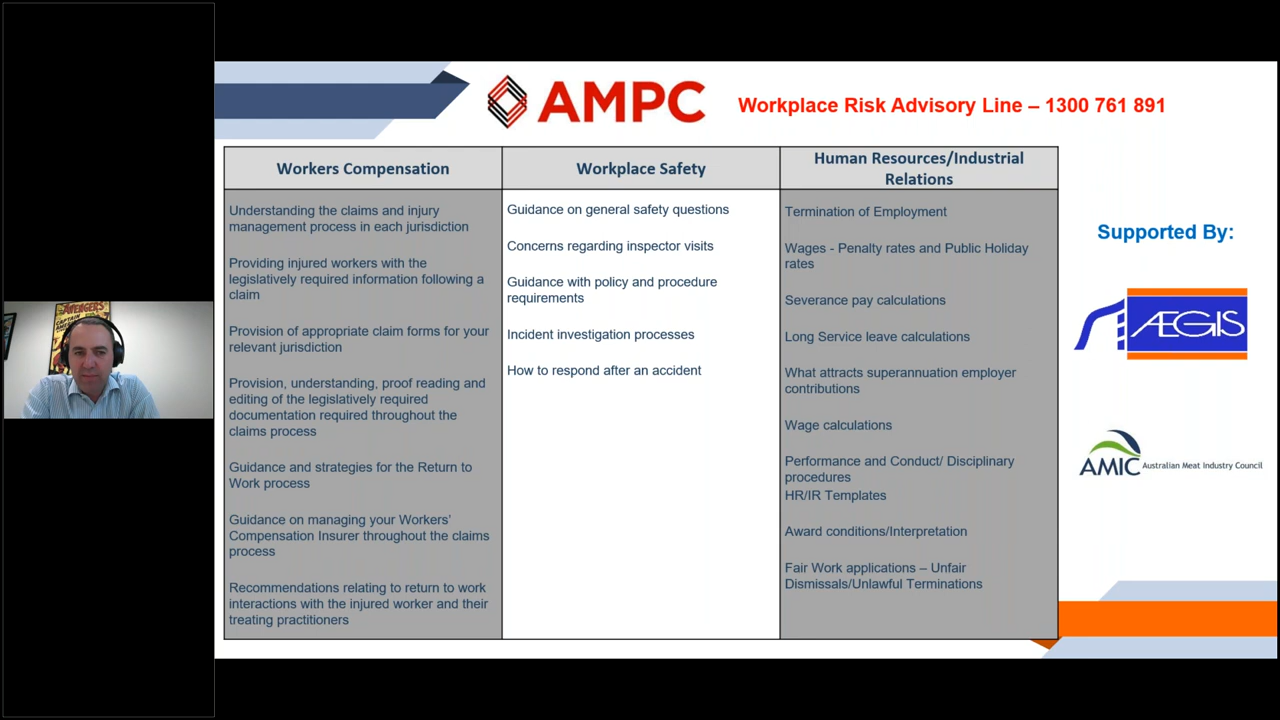 AMPC
Workplace Risk Advisory Line – 1300 761 891
Workers Compensation
Understanding the claims and injury
management process in each jurisdiction
Providing injured workers with the
legislatively required information following a
claim
Provision of appropriate claim forms for your
relevant jurisdiction
Provision, understanding, proof reading and
editing of the legislatively required
documentation required throughout the
claims process
Guidance and strategies for the Return to
Work process
Guidance on managing your Workers'
Compensation Insurer throughout the claims
process
Recommendations relating to return to work
interactions with the injured worker and their
treating practitioners
Workplace Safety
Guidance on general safety questions
Concerns regarding inspector visits
Guidance with policy and procedure
requirements
Incident investigation processes
How to respond after an accident
Human Resources/Industrial
Relations
Termination of Employment
Wages - Penalty rates and Public Holiday
rates
Severance pay calculations
Long Service leave calculations
What attracts superannuation employer
contributions
Wage calculations
Performance and Conduct/ Disciplinary
procedures
HR/IR Templates
Award conditions/Interpretation
Fair Work applications – Unfair
Dismissals/Unlawful Terminations
Supported By:
ÆGIS
AMIC Australian Meat Industry Council
AVENGERS
CAPTAIN